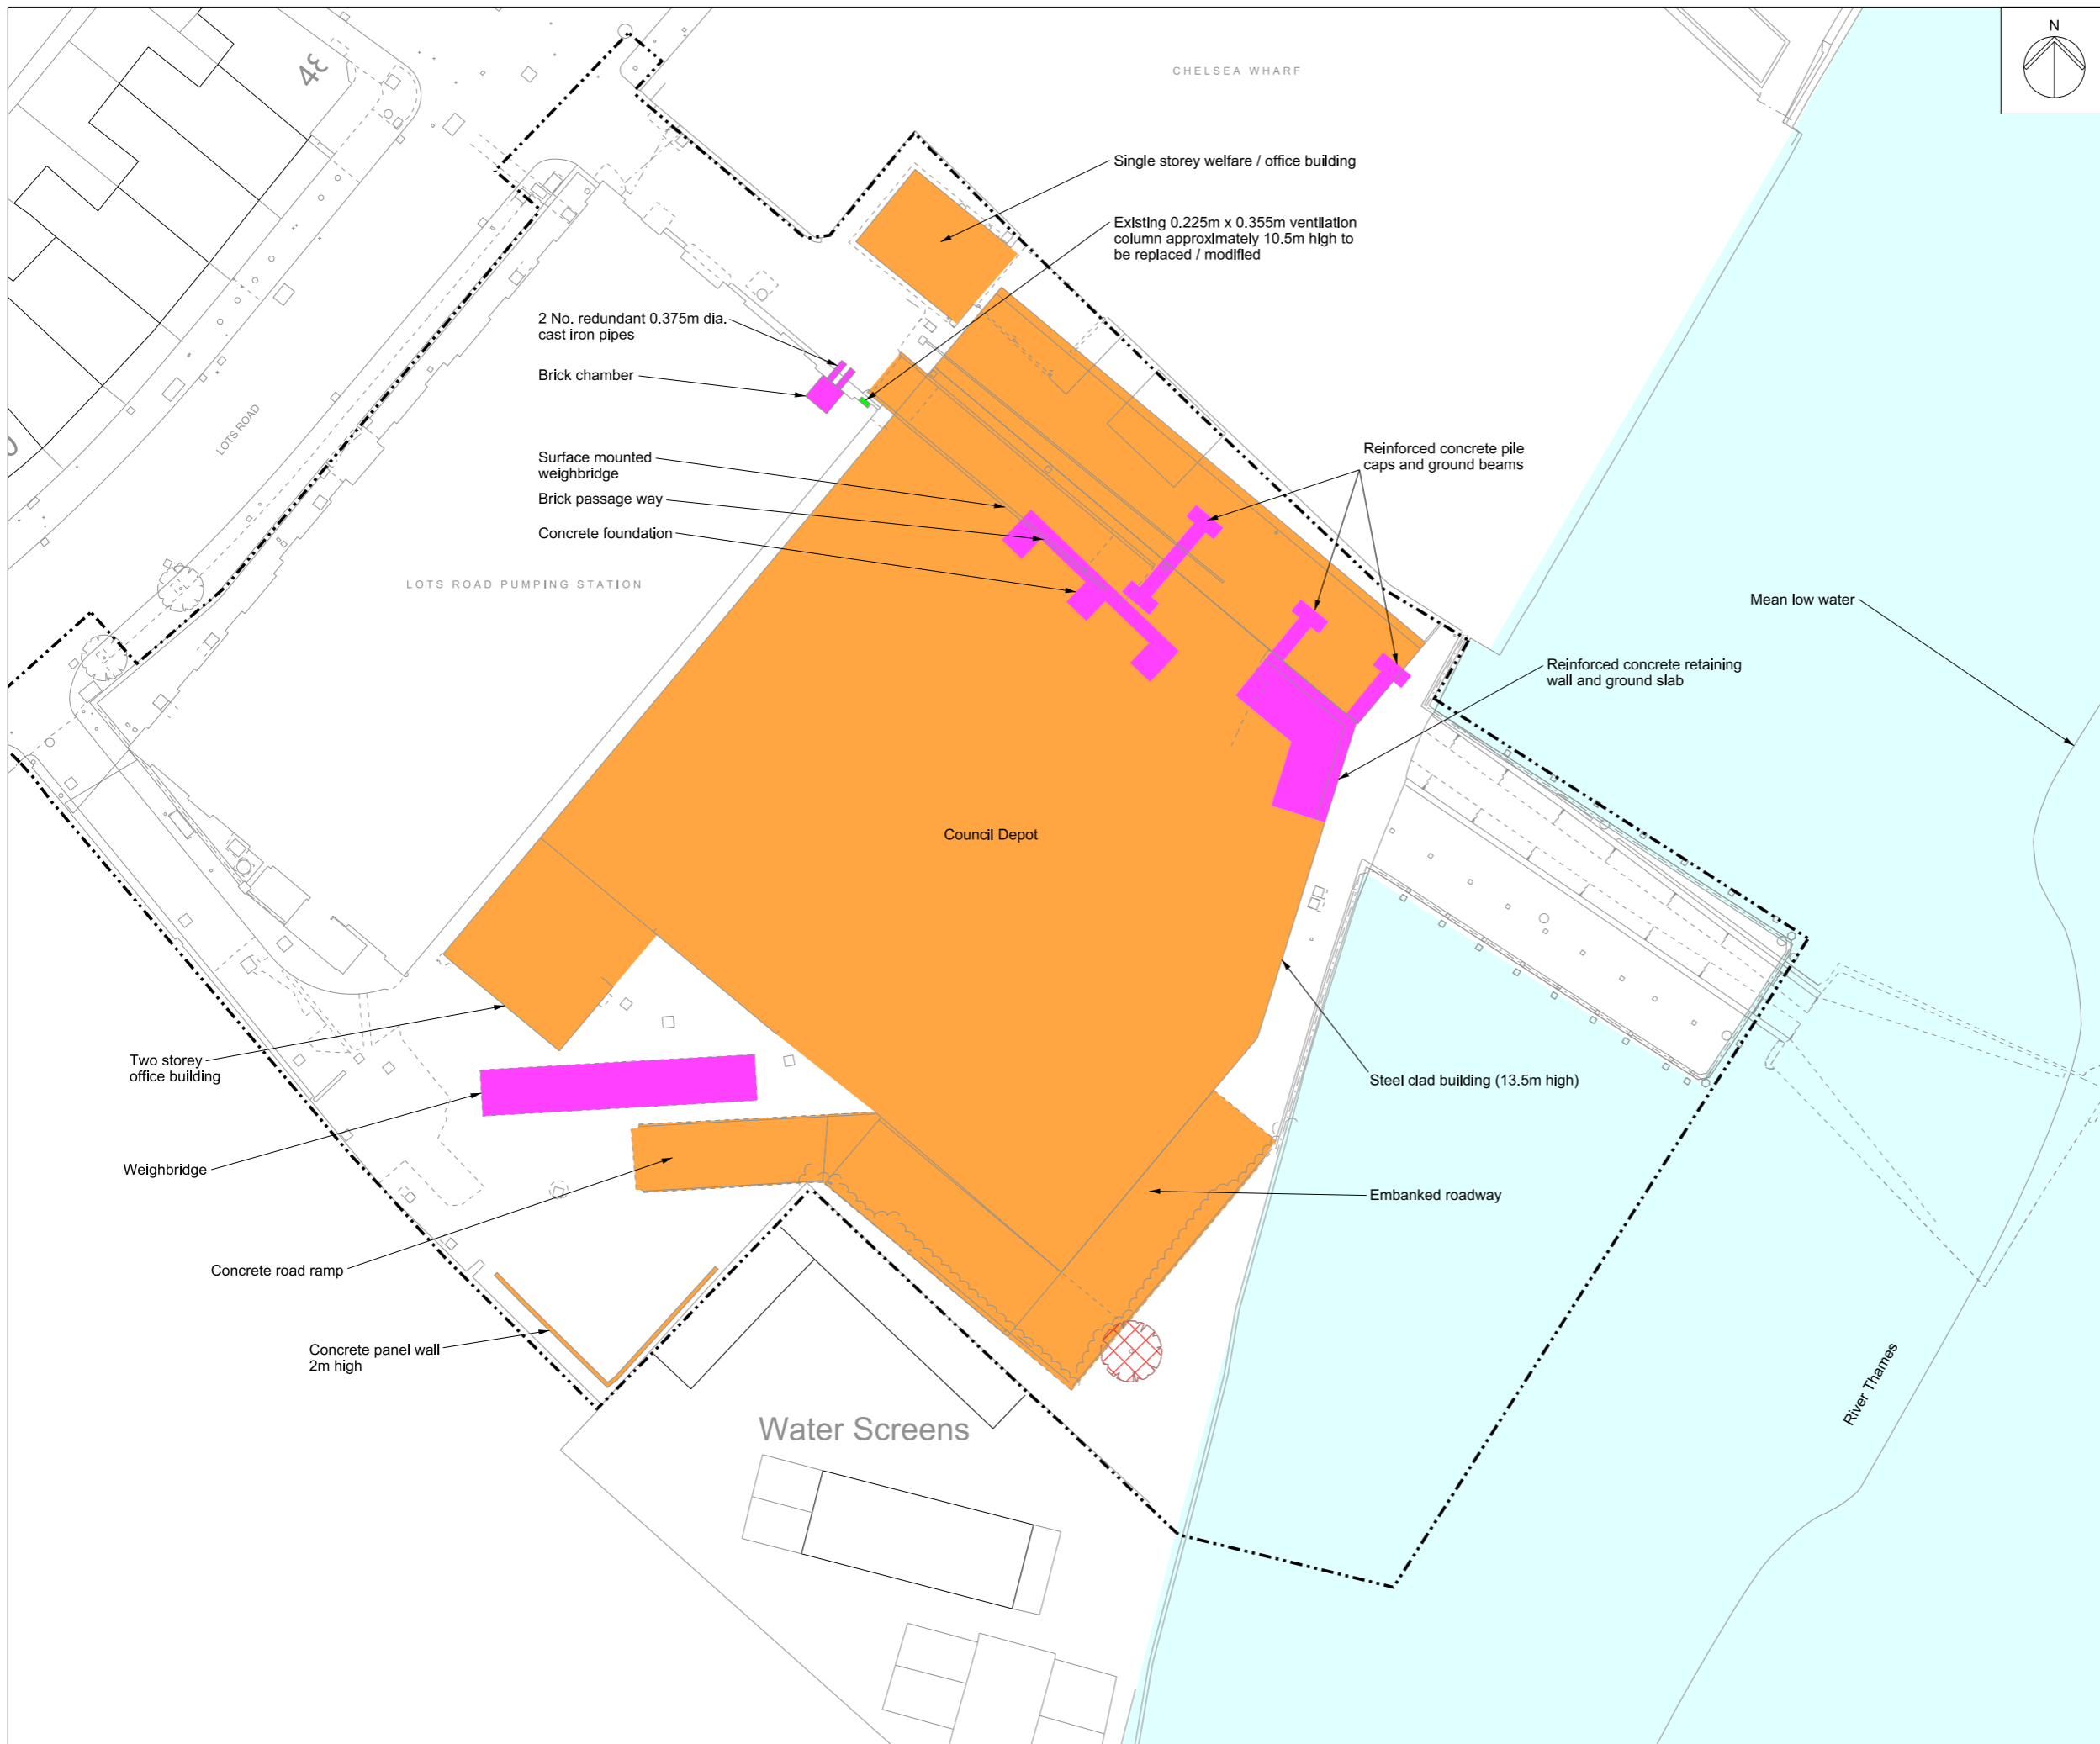 N
CHELSEA WHARF
Single storey welfare / office building
Existing 0.225m x 0.355m ventilation
column approximately 10.5m high to
be replaced / modified
2 No. redundant 0.375m dia.
cast iron pipes
Brick chamber
LOTS ROAD
Surface mounted
weighbridge
Brick passage way
Concrete foundation
Reinforced concrete pile
caps and ground beams
LOTS ROAD PUMPING STATION
Mean low water
Reinforced concrete retaining
wall and ground slab
Council Depot
Two storey
office building
Steel clad building (13.5m high)
Weighbridge
Embanked roadway
Concrete road ramp
Concrete panel wall
2m high
River Thames
Water Screens